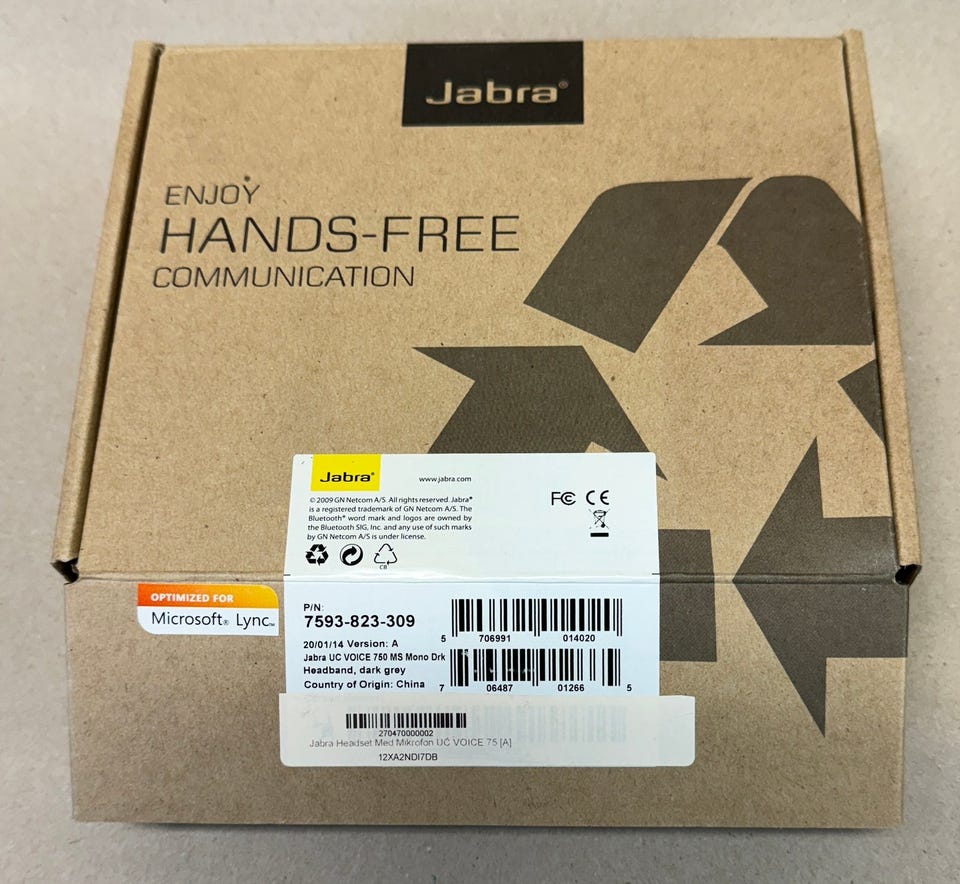 Jabra®
ENJOY
HANDS-FREE
COMMUNICATION
Jabra®
www.jabra.com
© 2009 GN Netcom A/S. All rights reserved. Jabra®
is a registered trademark of GN Netcom A/S. The
Bluetooth® word mark and logos are owned by
the Bluetooth SIG, Inc. and any use of such marks
by GN Netcom A/S is under license.
FC CE
CB
OPTIMIZED FOR
Microsoft® Lync™
P/N:
7593-823-309
20/01/14 Version: A
Jabra UC VOICE 750 MS Mono Drk
Headband, dark grey
Country of Origin: China
5 706991 014020
7 06487 01266 5
270470000002
Jabra Headset Med Mikrofon UC VOICE 75 [A]
12XA2NDI7DB